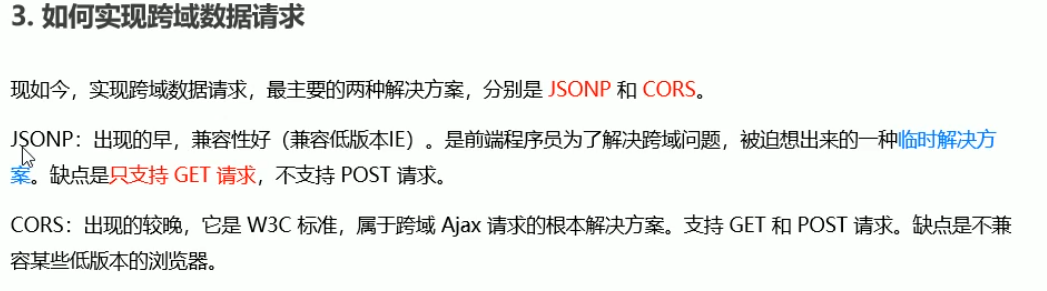 3. 如何实现跨域数据请求
现如今，实现跨域数据请求，最主要的两种解决方案，分别是 JSONP 和 CORS。
JSONP：出现的早，兼容性好（兼容低版本IE）。是前端程序员为了解决跨域问题，被迫想出来的一种临时解决方
案。缺点是只支持 GET 请求，不支持 POST 请求。
CORS：出现的较晚，它是 W3C 标准，属于跨域 Ajax 请求的根本解决方案。支持 GET 和 POST 请求。缺点是不兼
容某些低版本的浏览器。